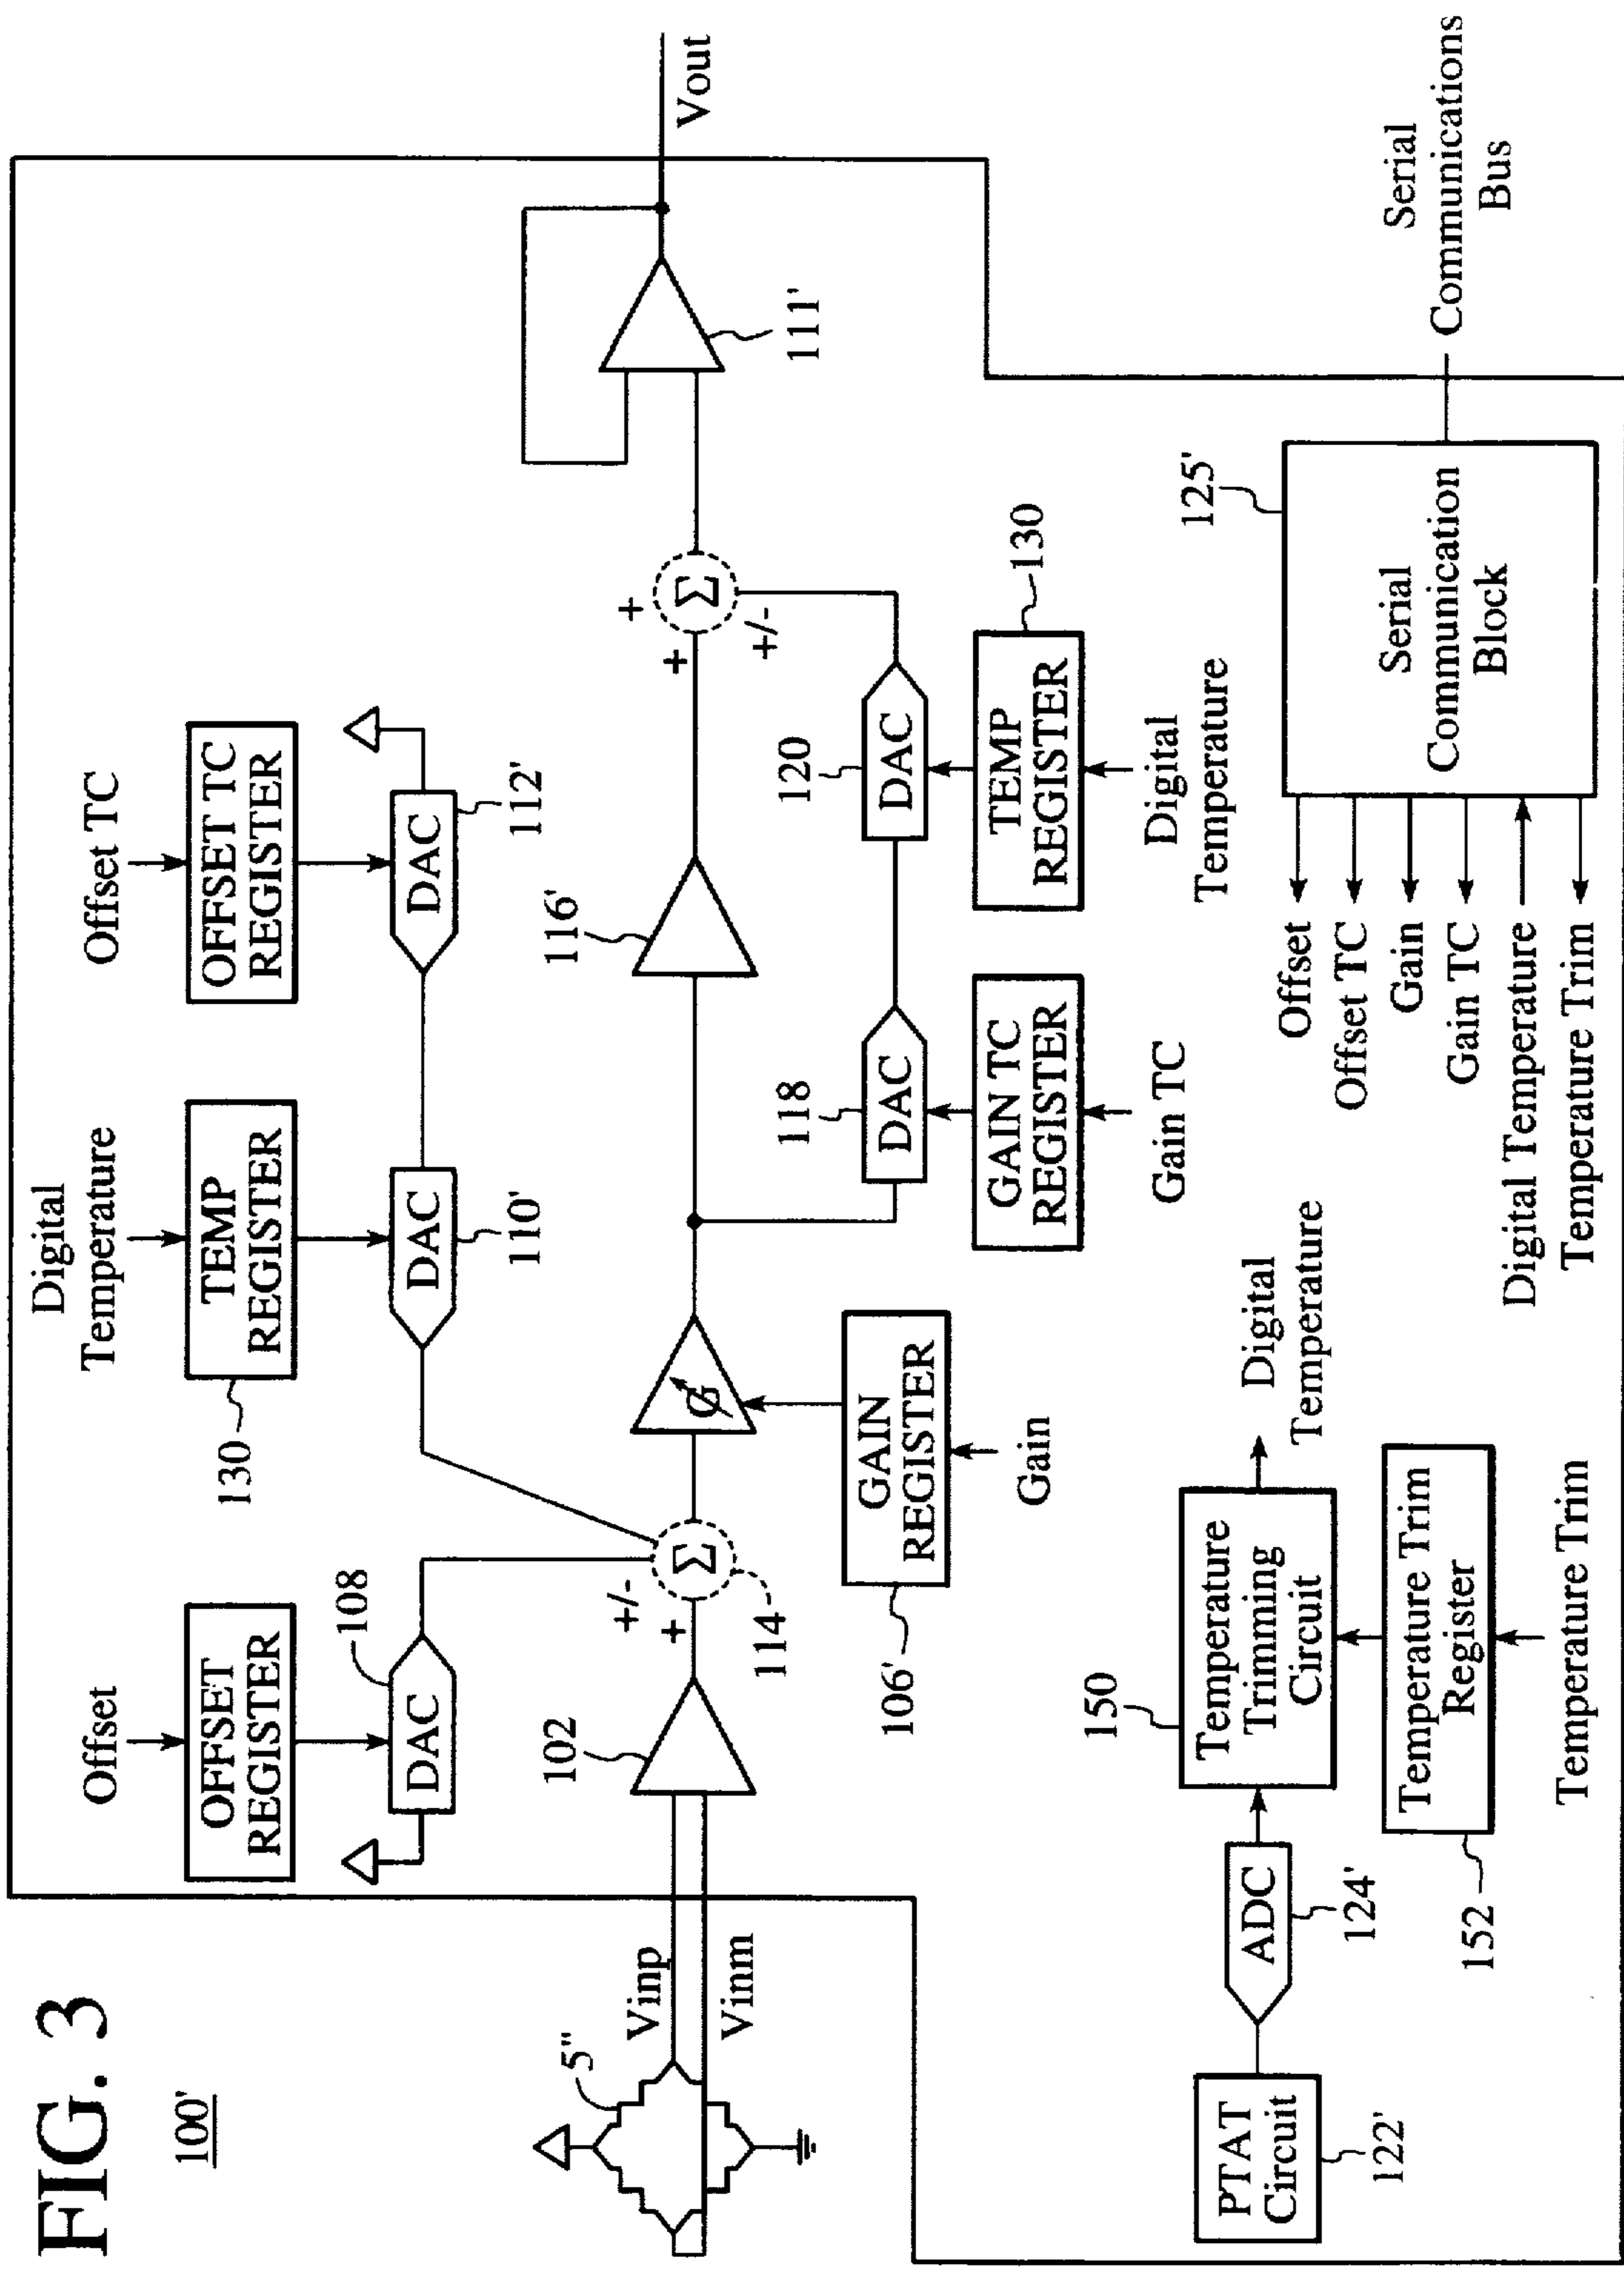 FIG. 3
100'
5"
Vinp
Vinm
Offset
OFFSET
REGISTER
DAC
108
102
+/-
+
Σ
114
Digital
Temperature
TEMP
REGISTER
130
DAC
110'
Offset TC
OFFSET TC
REGISTER
DAC
112'
G
GAIN
REGISTER
106'
Gain
116'
118
DAC
GAIN TC
REGISTER
Gain TC
120
DAC
TEMP
REGISTER
130
Digital
Temperature
+
+
+/-
Σ
111'
Vout
PTAT
Circuit
122'
ADC
124'
150
Temperature
Trimming
Circuit
Digital
Temperature
Temperature Trim
Register
152
Temperature Trim
Offset
Offset TC
Gain
Gain TC
Digital Temperature
Temperature Trim
125'
Serial
Communication
Block
Serial
Communications
Bus